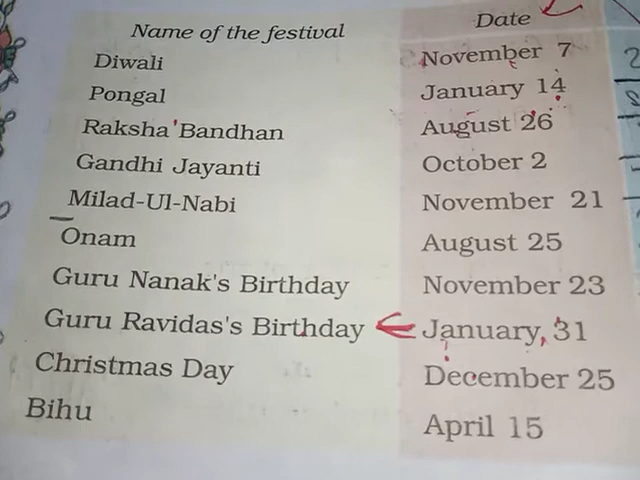 Name of the festival Date
Diwali November 7
Pongal January 14
Raksha Bandhan August 26
Gandhi Jayanti October 2
Milad-Ul-Nabi November 21
Onam August 25
Guru Nanak's Birthday November 23
Guru Ravidas's Birthday January, 31
Christmas Day December 25
Bihu April 15